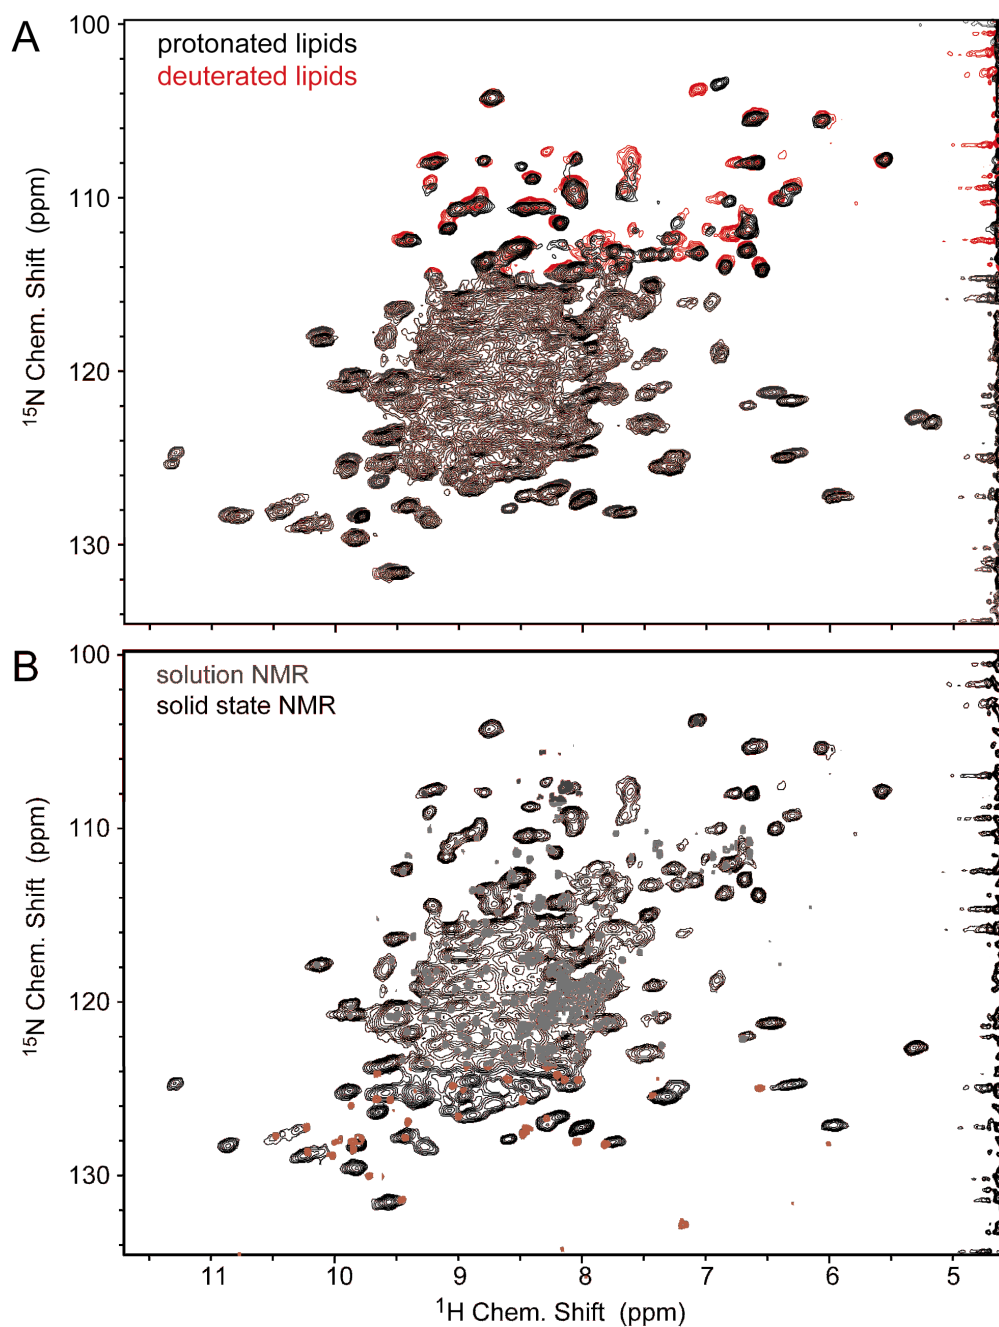 A
protonated lipids
deuterated lipids
100
110
120
130
15N Chem. Shift (ppm)
B
solution NMR
solid state NMR
100
110
120
130
15N Chem. Shift (ppm)
11 10 9 8 7 6 5
1H Chem. Shift (ppm)